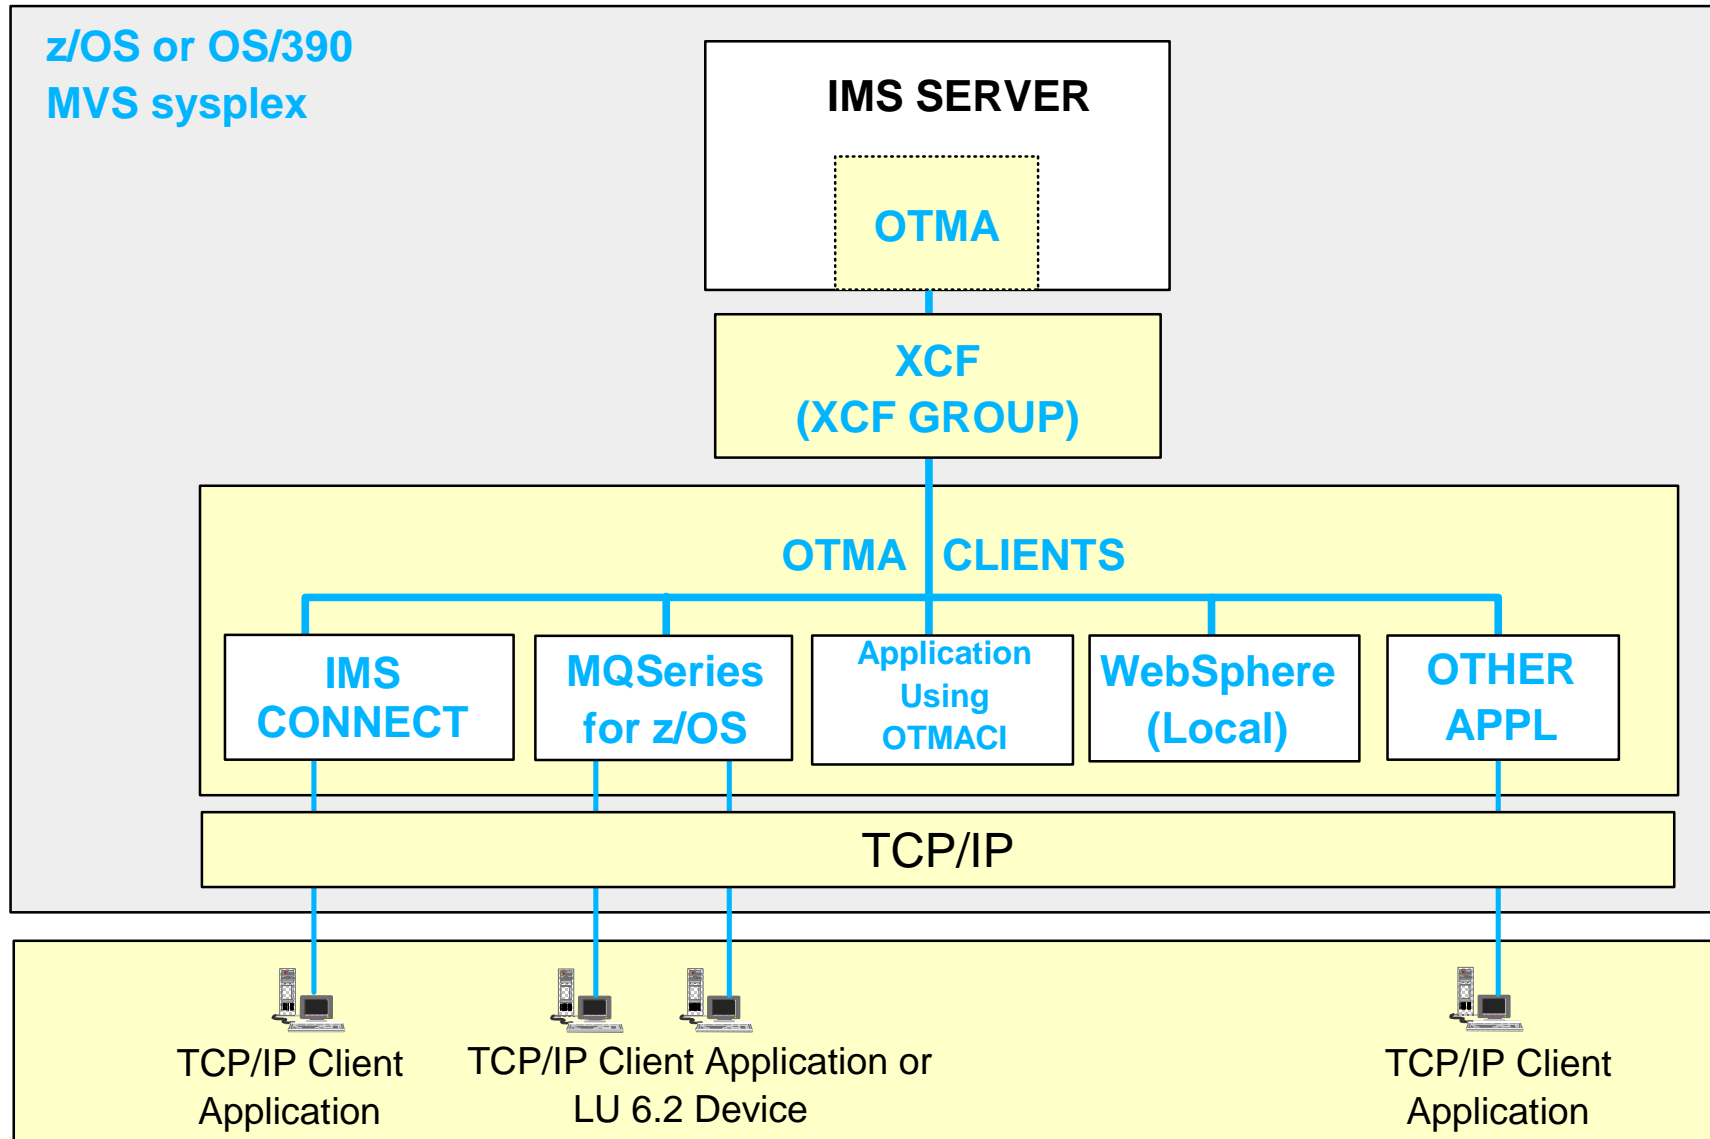 z/OS or OS/390
MVS sysplex
IMS SERVER
OTMA
XCF
(XCF GROUP)
OTMA CLIENTS
IMS
CONNECT
MQSeries
for z/OS
Application
Using
OTMACI
WebSphere
(Local)
OTHER
APPL
TCP/IP
TCP/IP Client
Application
TCP/IP Client Application or
LU 6.2 Device
TCP/IP Client
Application